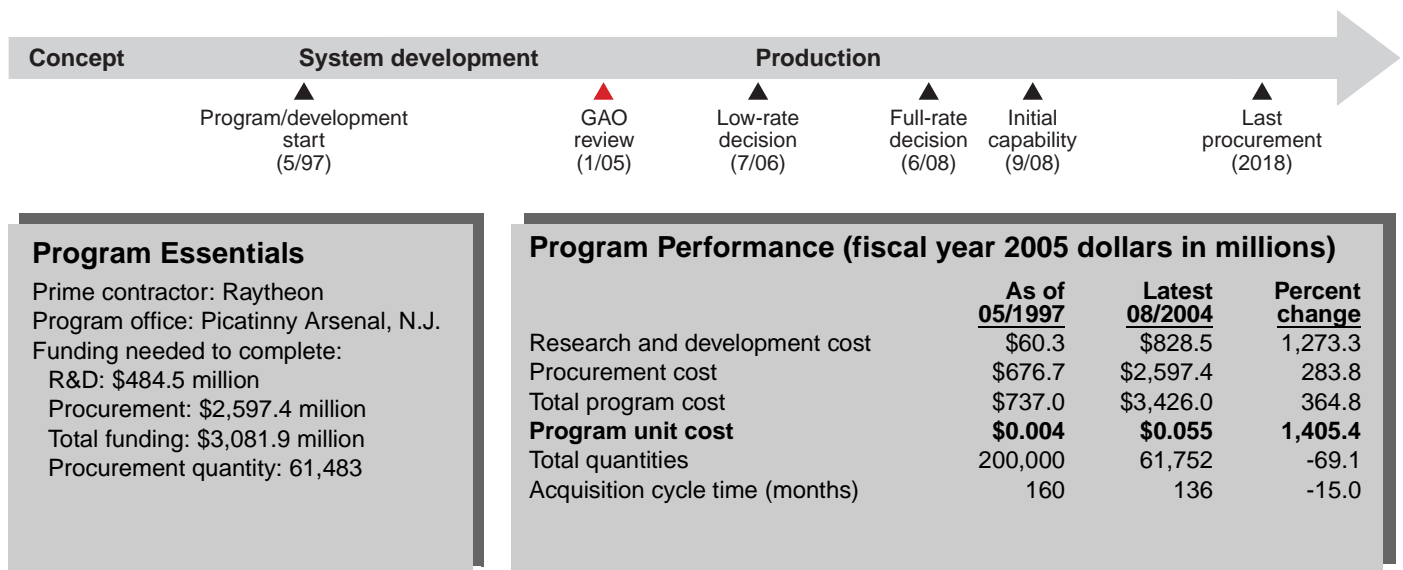 Concept System development Production
Program/development
start
(5/97)
GAO
review
(1/05)
Low-rate
decision
(7/06)
Full-rate
decision
(6/08)
Initial
capability
(9/08)
Last
procurement
(2018)
Program Essentials
Prime contractor: Raytheon
Program office: Picatinny Arsenal, N.J.
Funding needed to complete:
R&D: $484.5 million
Procurement: $2,597.4 million
Total funding: $3,081.9 million
Procurement quantity: 61,483
Program Performance (fiscal year 2005 dollars in millions)
As of Latest Percent
05/1997 08/2004 change
Research and development cost $60.3 $828.5 1,273.3
Procurement cost $676.7 $2,597.4 283.8
Total program cost $737.0 $3,426.0 364.8
Program unit cost $0.004 $0.055 1,405.4
Total quantities 200,000 61,752 -69.1
Acquisition cycle time (months) 160 136 -15.0